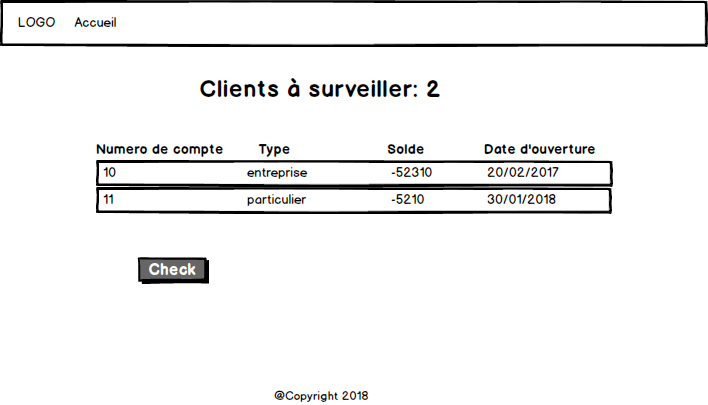 LOGO Accueil
Clients à surveiller: 2
Numero de compte Type Solde Date d'ouverture
10 entreprise -52310 20/02/2017
11 particulier -5210 30/01/2018
Check
@Copyright 2018